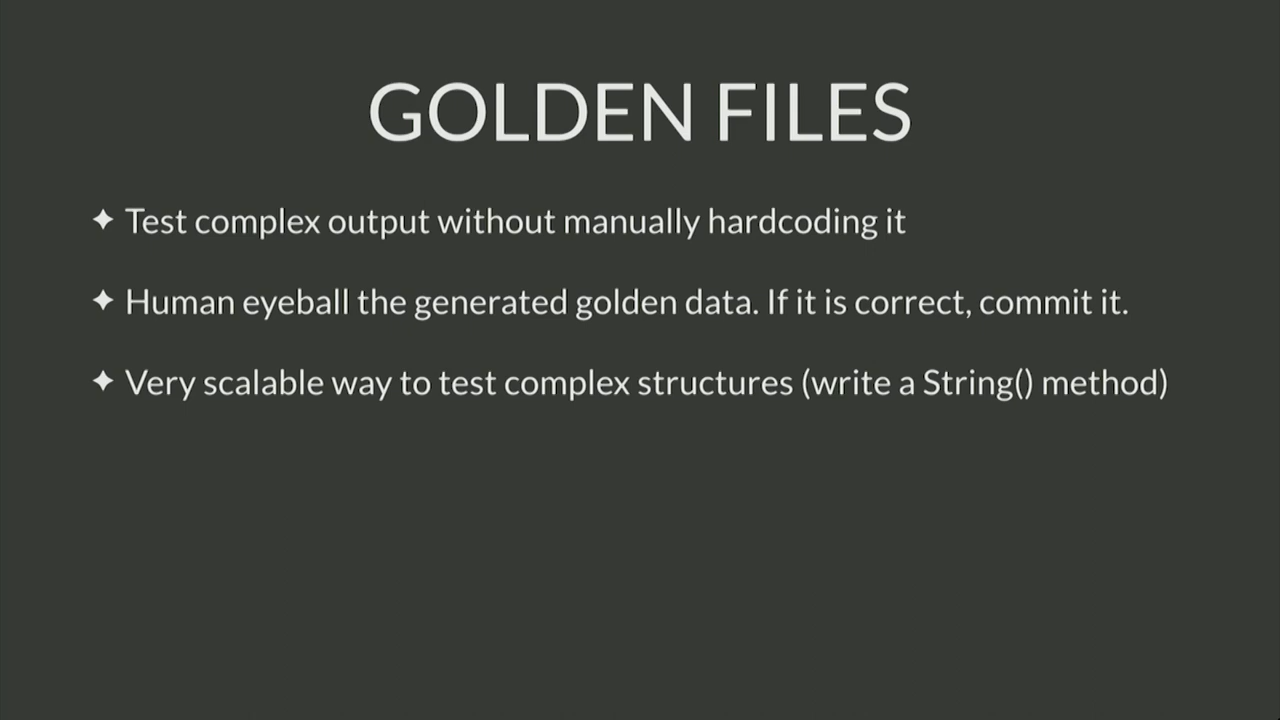 GOLDEN FILES
✦ Test complex output without manually hardcoding it
✦ Human eyeball the generated golden data. If it is correct, commit it.
✦ Very scalable way to test complex structures (write a String() method)